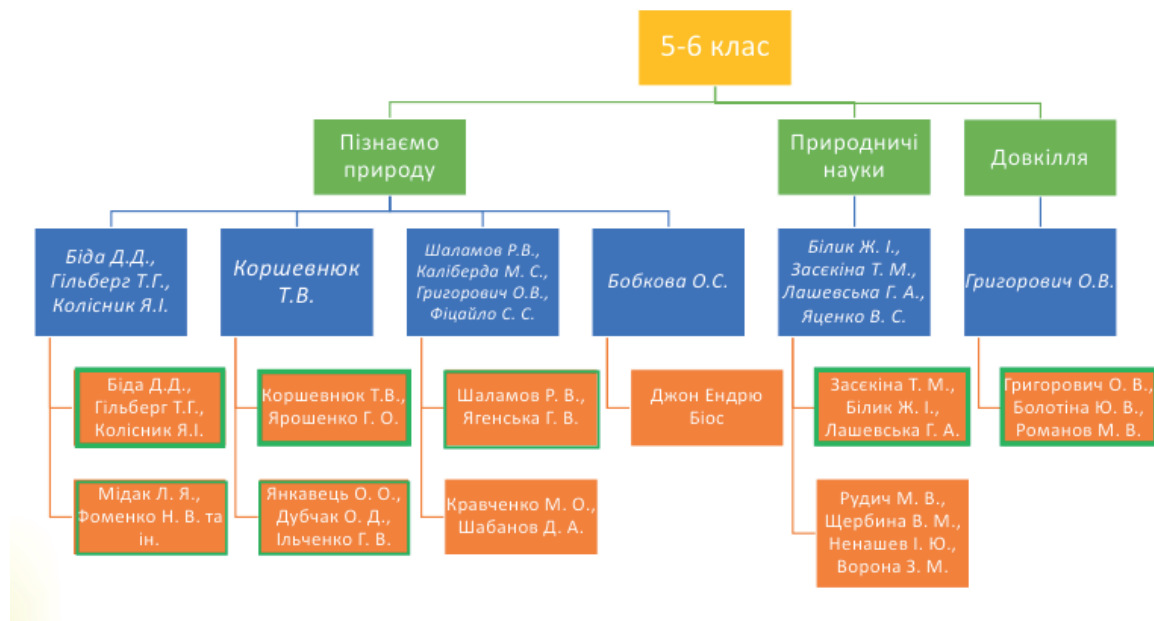 5-6 клас
Пізнаємо
природу
Природничі
науки
Довкілля
Біда Д.Д.,
Гільберг Т.Г.,
Колісник Я.І.
Коршевнюк
Т.В.
Шаламов Р.В.,
Каліберда М. С.,
Григорович О.В.,
Фіцайло С. С.
Бобкова О.С.
Білик Ж. І.,
Засєкіна Т. М.,
Лашевська Г. А.,
Яценко В. С.
Григорович О.В.
Біда Д.Д.,
Гільберг Т.Г.,
Колісник Я.І.
Коршевнюк Т.В.,
Ярошенко Г. О.
Шаламов Р. В.,
Ягенська Г. В.
Джон Ендрю
Біос
Засєкіна Т. М.,
Білик Ж. І.,
Лашевська Г. А.
Григорович О. В.,
Болотіна Ю. В.,
Романов М. В.
Мідак Л. Я.,
Фоменко Н. В. та
ін.
Янкавець О. О.,
Дубчак О. Д.,
Ільченко Г. В.
Кравченко М. О.,
Шабанов Д. А.
Рудич М. В.,
Щербина В. М.,
Ненашев І. Ю.,
Ворона З. М.